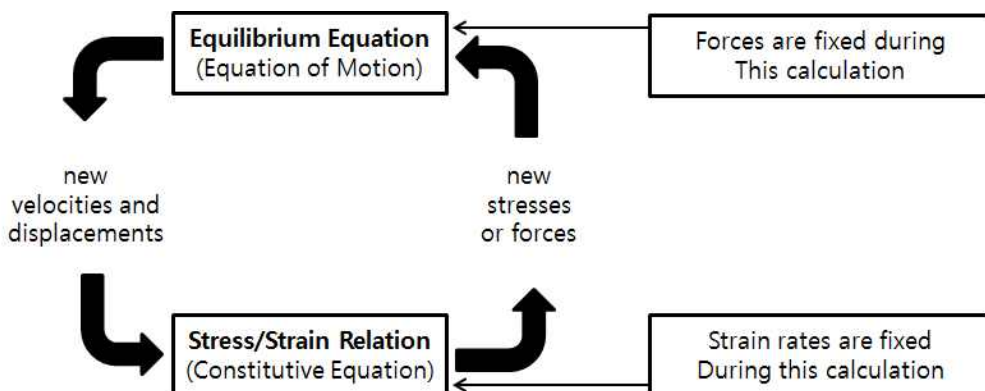 Equilibrium Equation
(Equation of Motion)
Forces are fixed during
This calculation
new
velocities and
displacements
new
stresses
or forces
Stress/Strain Relation
(Constitutive Equation)
Strain rates are fixed
During this calculation